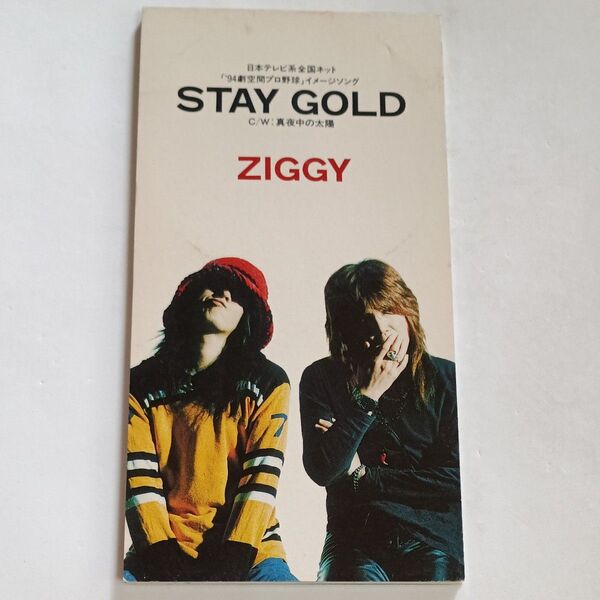 日本テレビ系全国ネット
「'94劇空間プロ野球」イメージソング
STAY GOLD
C/W:真夜中の太陽
ZIGGY
7